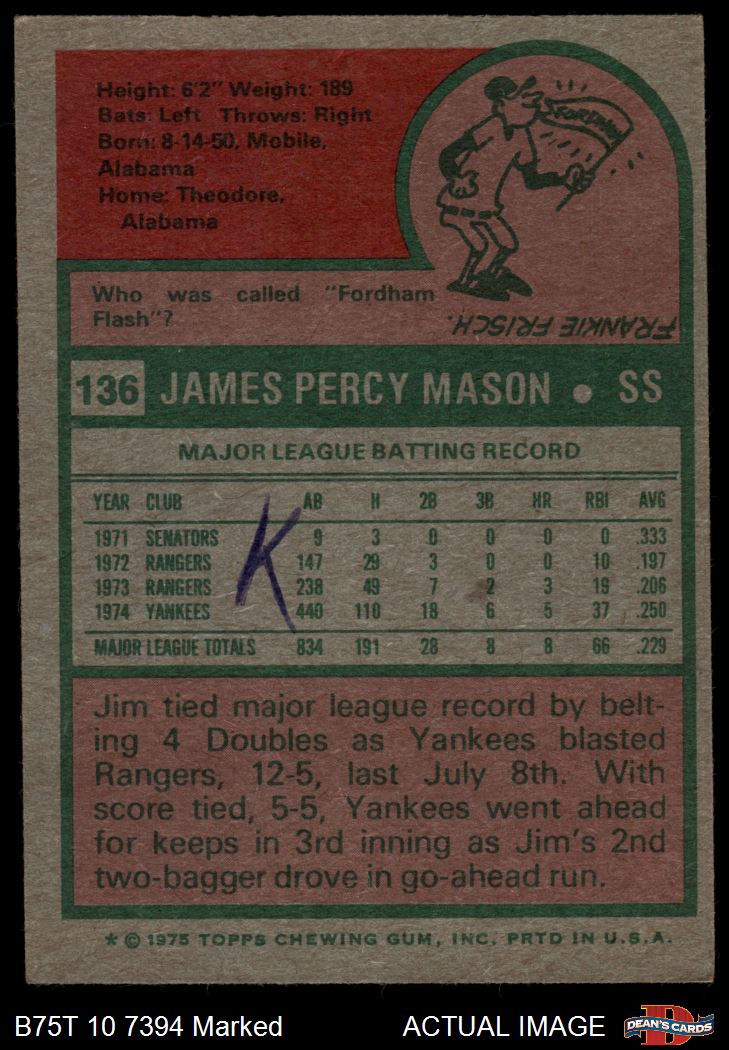 Height: 6'2" Weight: 189
Bats: Left Throws: Right
Born: 8-14-50, Mobile,
Alabama
Home: Theodore,
Alabama
FORDHAM
Who was called "Fordham
Flash"?
FRANKIE FRISCH.
136 JAMES PERCY MASON • SS
MAJOR LEAGUE BATTING RECORD
YEAR CLUB AB H 2B 3B HR RBI AVG
1971 SENATORS 9 3 0 0 0 0 .333
1972 RANGERS 147 29 3 0 0 10 .197
1973 RANGERS 238 49 7 2 3 19 .206
1974 YANKEES 440 110 18 6 5 37 .250
MAJOR LEAGUE TOTALS 834 191 28 8 8 66 .229
K
Jim tied major league record by belt-
ing 4 Doubles as Yankees blasted
Rangers, 12-5, last July 8th. With
score tied, 5-5, Yankees went ahead
for keeps in 3rd inning as Jim's 2nd
two-bagger drove in go-ahead run.
* © 1975 TOPPS CHEWING GUM, INC. PRTD IN U.S.A.
B75T 10 7394 Marked ACTUAL IMAGE
D
DEAN'S CARDS